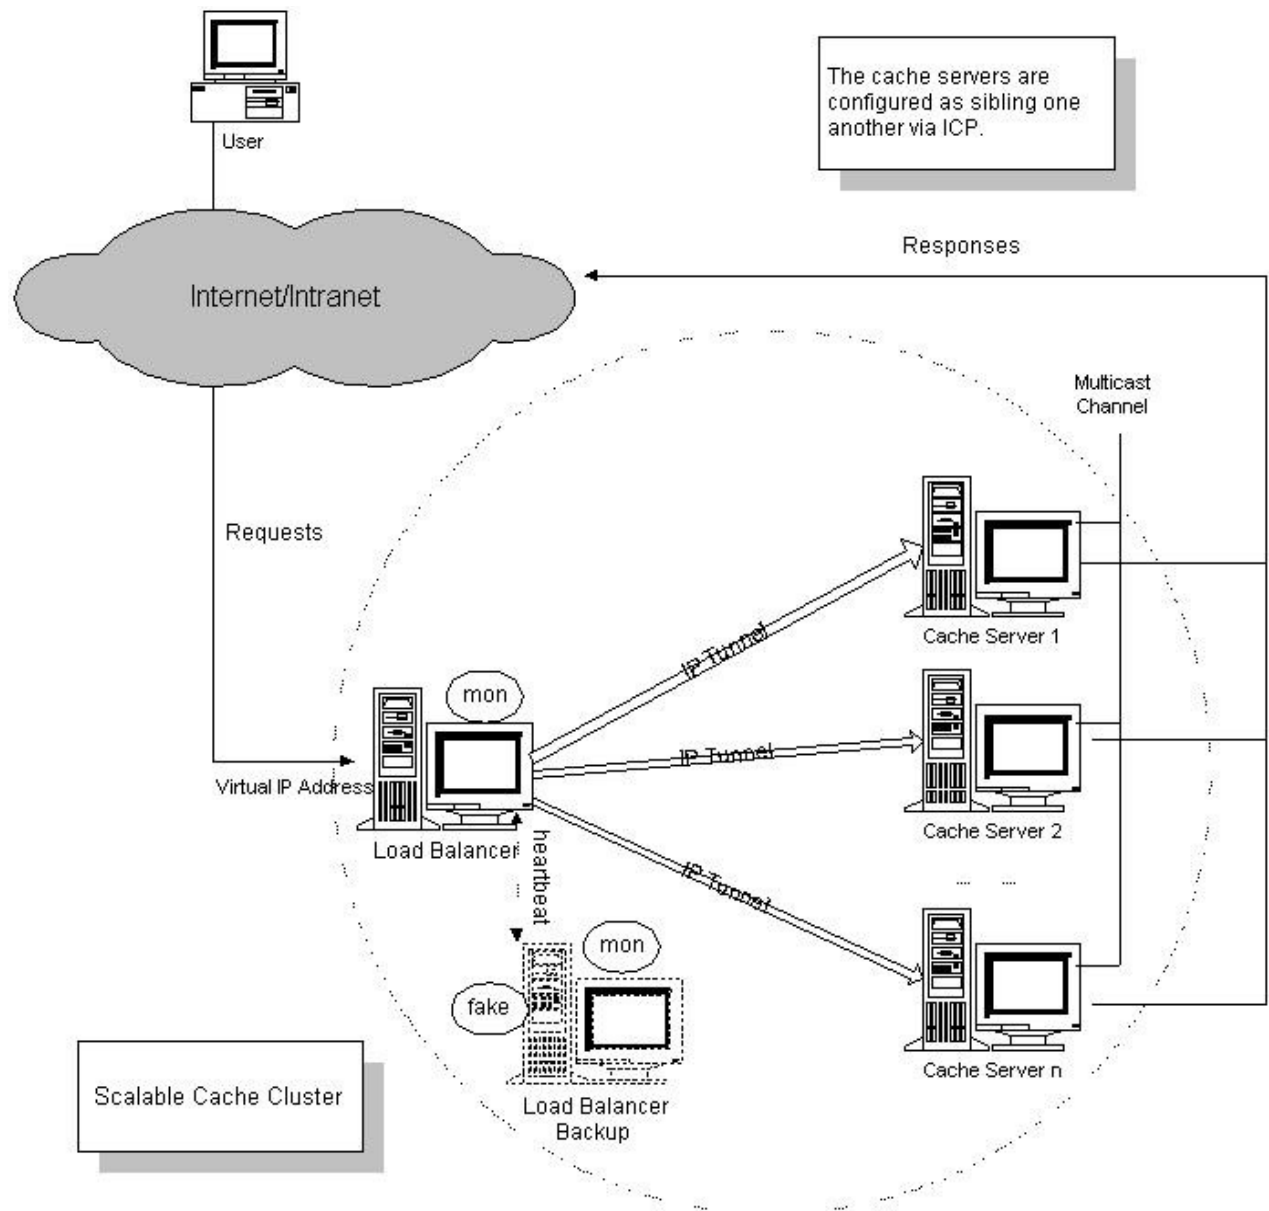 User
The cache servers are
configured as sibling one
another via ICP.
Responses
Internet/Intranet
Multicast
Channel
Requests
Cache Server 1
IP Tunnel
mon
IP Tunnel
Virtual IP Address
Cache Server 2
Load Balancer
heartbeat
IP Tunnel
.... ...
mon
fake
Cache Server n
Scalable Cache Cluster
Load Balancer
Backup